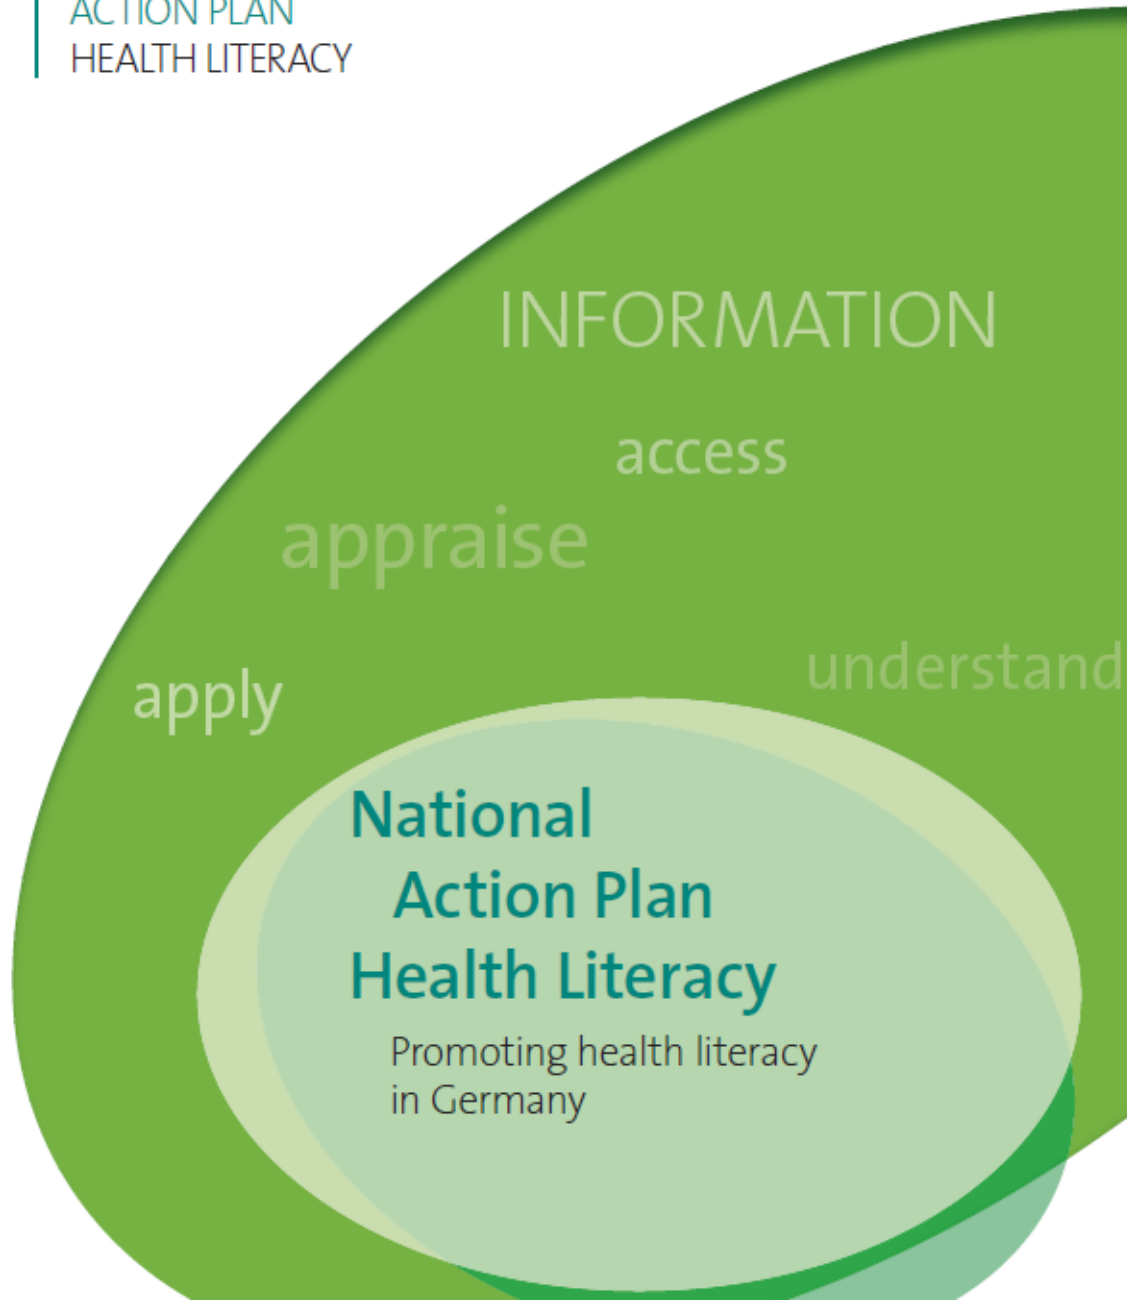 ACTION PLAN
HEALTH LITERACY
INFORMATION
access
appraise
understand
apply
National
Action Plan
Health Literacy
Promoting health literacy
in Germany